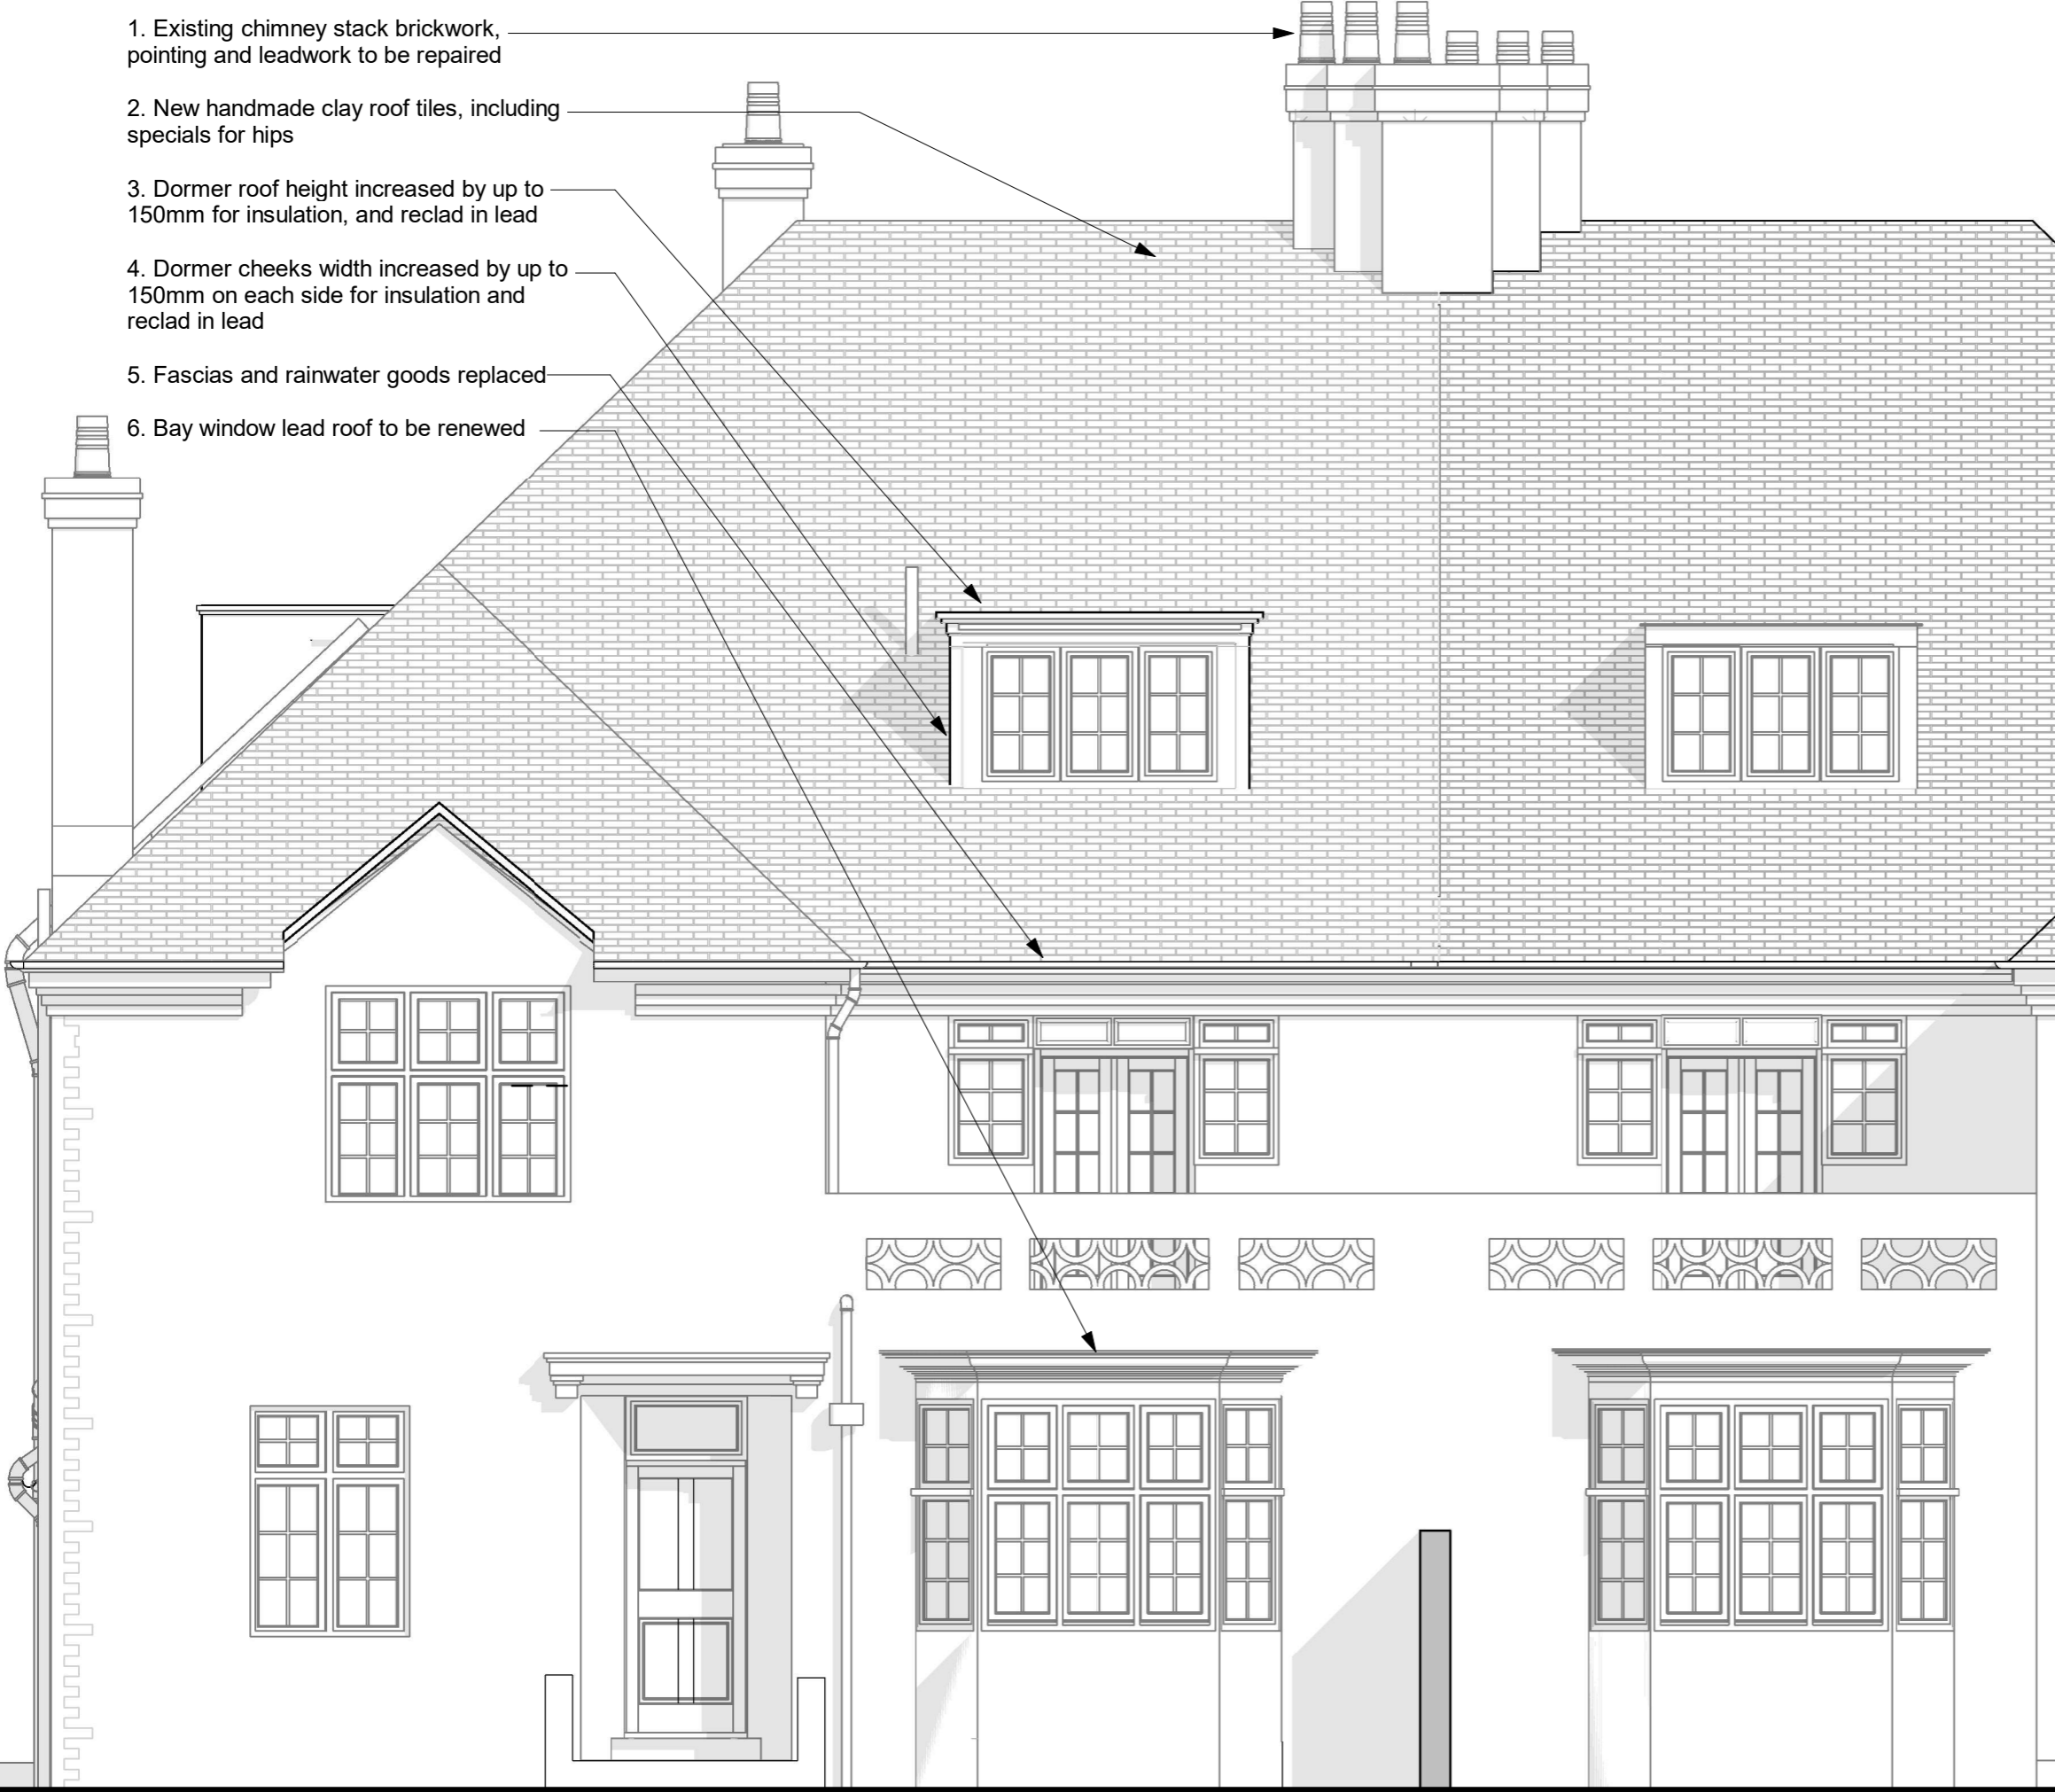 1. Existing chimney stack brickwork,
pointing and leadwork to be repaired
2. New handmade clay roof tiles, including
specials for hips
3. Dormer roof height increased by up to
150mm for insulation, and reclad in lead
4. Dormer cheeks width increased by up to
150mm on each side for insulation and
reclad in lead
5. Fascias and rainwater goods replaced
6. Bay window lead roof to be renewed